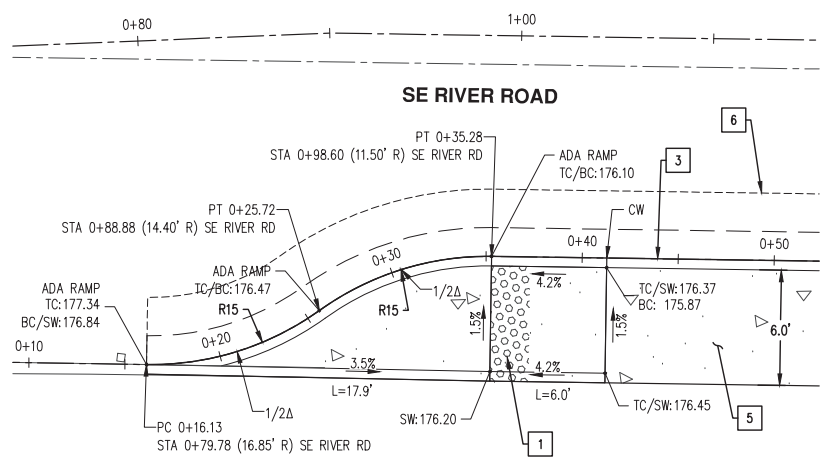 0+80
1+00
SE RIVER ROAD
6
PT 0+35.28
STA 0+98.60 (11.50' R) SE RIVER RD
ADA RAMP
TC/BC:176.10
3
CW
PT 0+25.72
STA 0+88.88 (14.40' R) SE RIVER RD
ADA RAMP
TC/BC:176.47
0+30
0+40
0+50
ADA RAMP
TC: 177.34
BC/SW: 176.84
R15
R15
1/2Δ
4.2%
TC/SW:176.37
BC: 175.87
1.5%
1.5%
6.0'
0+10
0+20
3.5%
4.2%
L=17.9'
L=6.0'
1/2Δ
SW:176.20
TC/SW:176.45
5
1
PC 0+16.13
STA 0+79.78 (16.85' R) SE RIVER RD